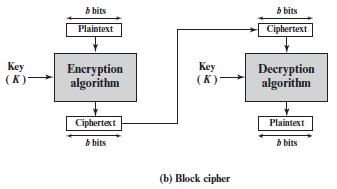 b bits
Plaintext
Key
(K)
Encryption
algorithm
Ciphertext
b bits
b bits
Ciphertext
Key
(K)
Decryption
algorithm
Plaintext
b bits
(b) Block cipher